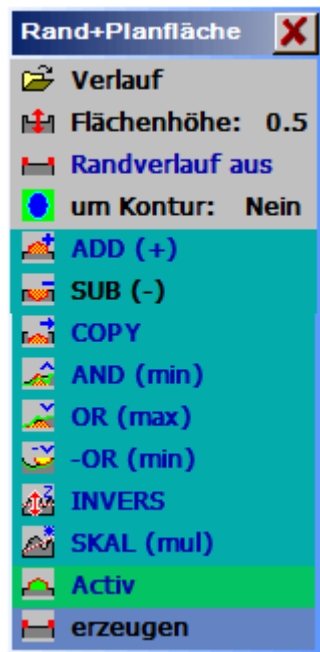 Rand+Planfläche
Verlauf
Flächenhöhe: 0.5
Randverlauf aus
um Kontur: Nein
ADD (+)
SUB (-)
COPY
AND (min)
OR (max)
-OR (min)
INVERS
SKAL (mul)
Activ
erzeugen